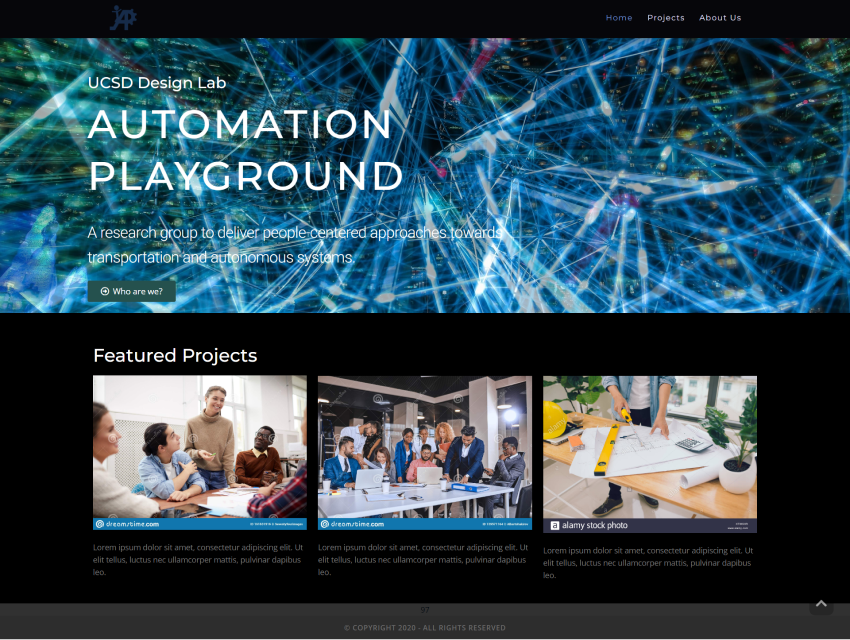 Home Projects About Us
UCSD Design Lab
AUTOMATION
PLAYGROUND
A research group to deliver people-centered approaches towards
transportation and autonomous systems.
Who are we?
Featured Projects
dreamstime.com
dreamstime.com
a alamy stock photo
Lorem ipsum dolor sit amet, consectetur adipiscing elit. Ut
elit tellus, luctus nec ullamcorper mattis, pulvinar dapibus
leo.
Lorem ipsum dolor sit amet, consectetur adipiscing elit. Ut
elit tellus, luctus nec ullamcorper mattis, pulvinar dapibus
leo.
Lorem ipsum dolor sit amet, consectetur adipiscing elit. Ut
elit tellus, luctus nec ullamcorper mattis, pulvinar dapibus
leo.
97
© COPYRIGHT 2020 - ALL RIGHTS RESERVED